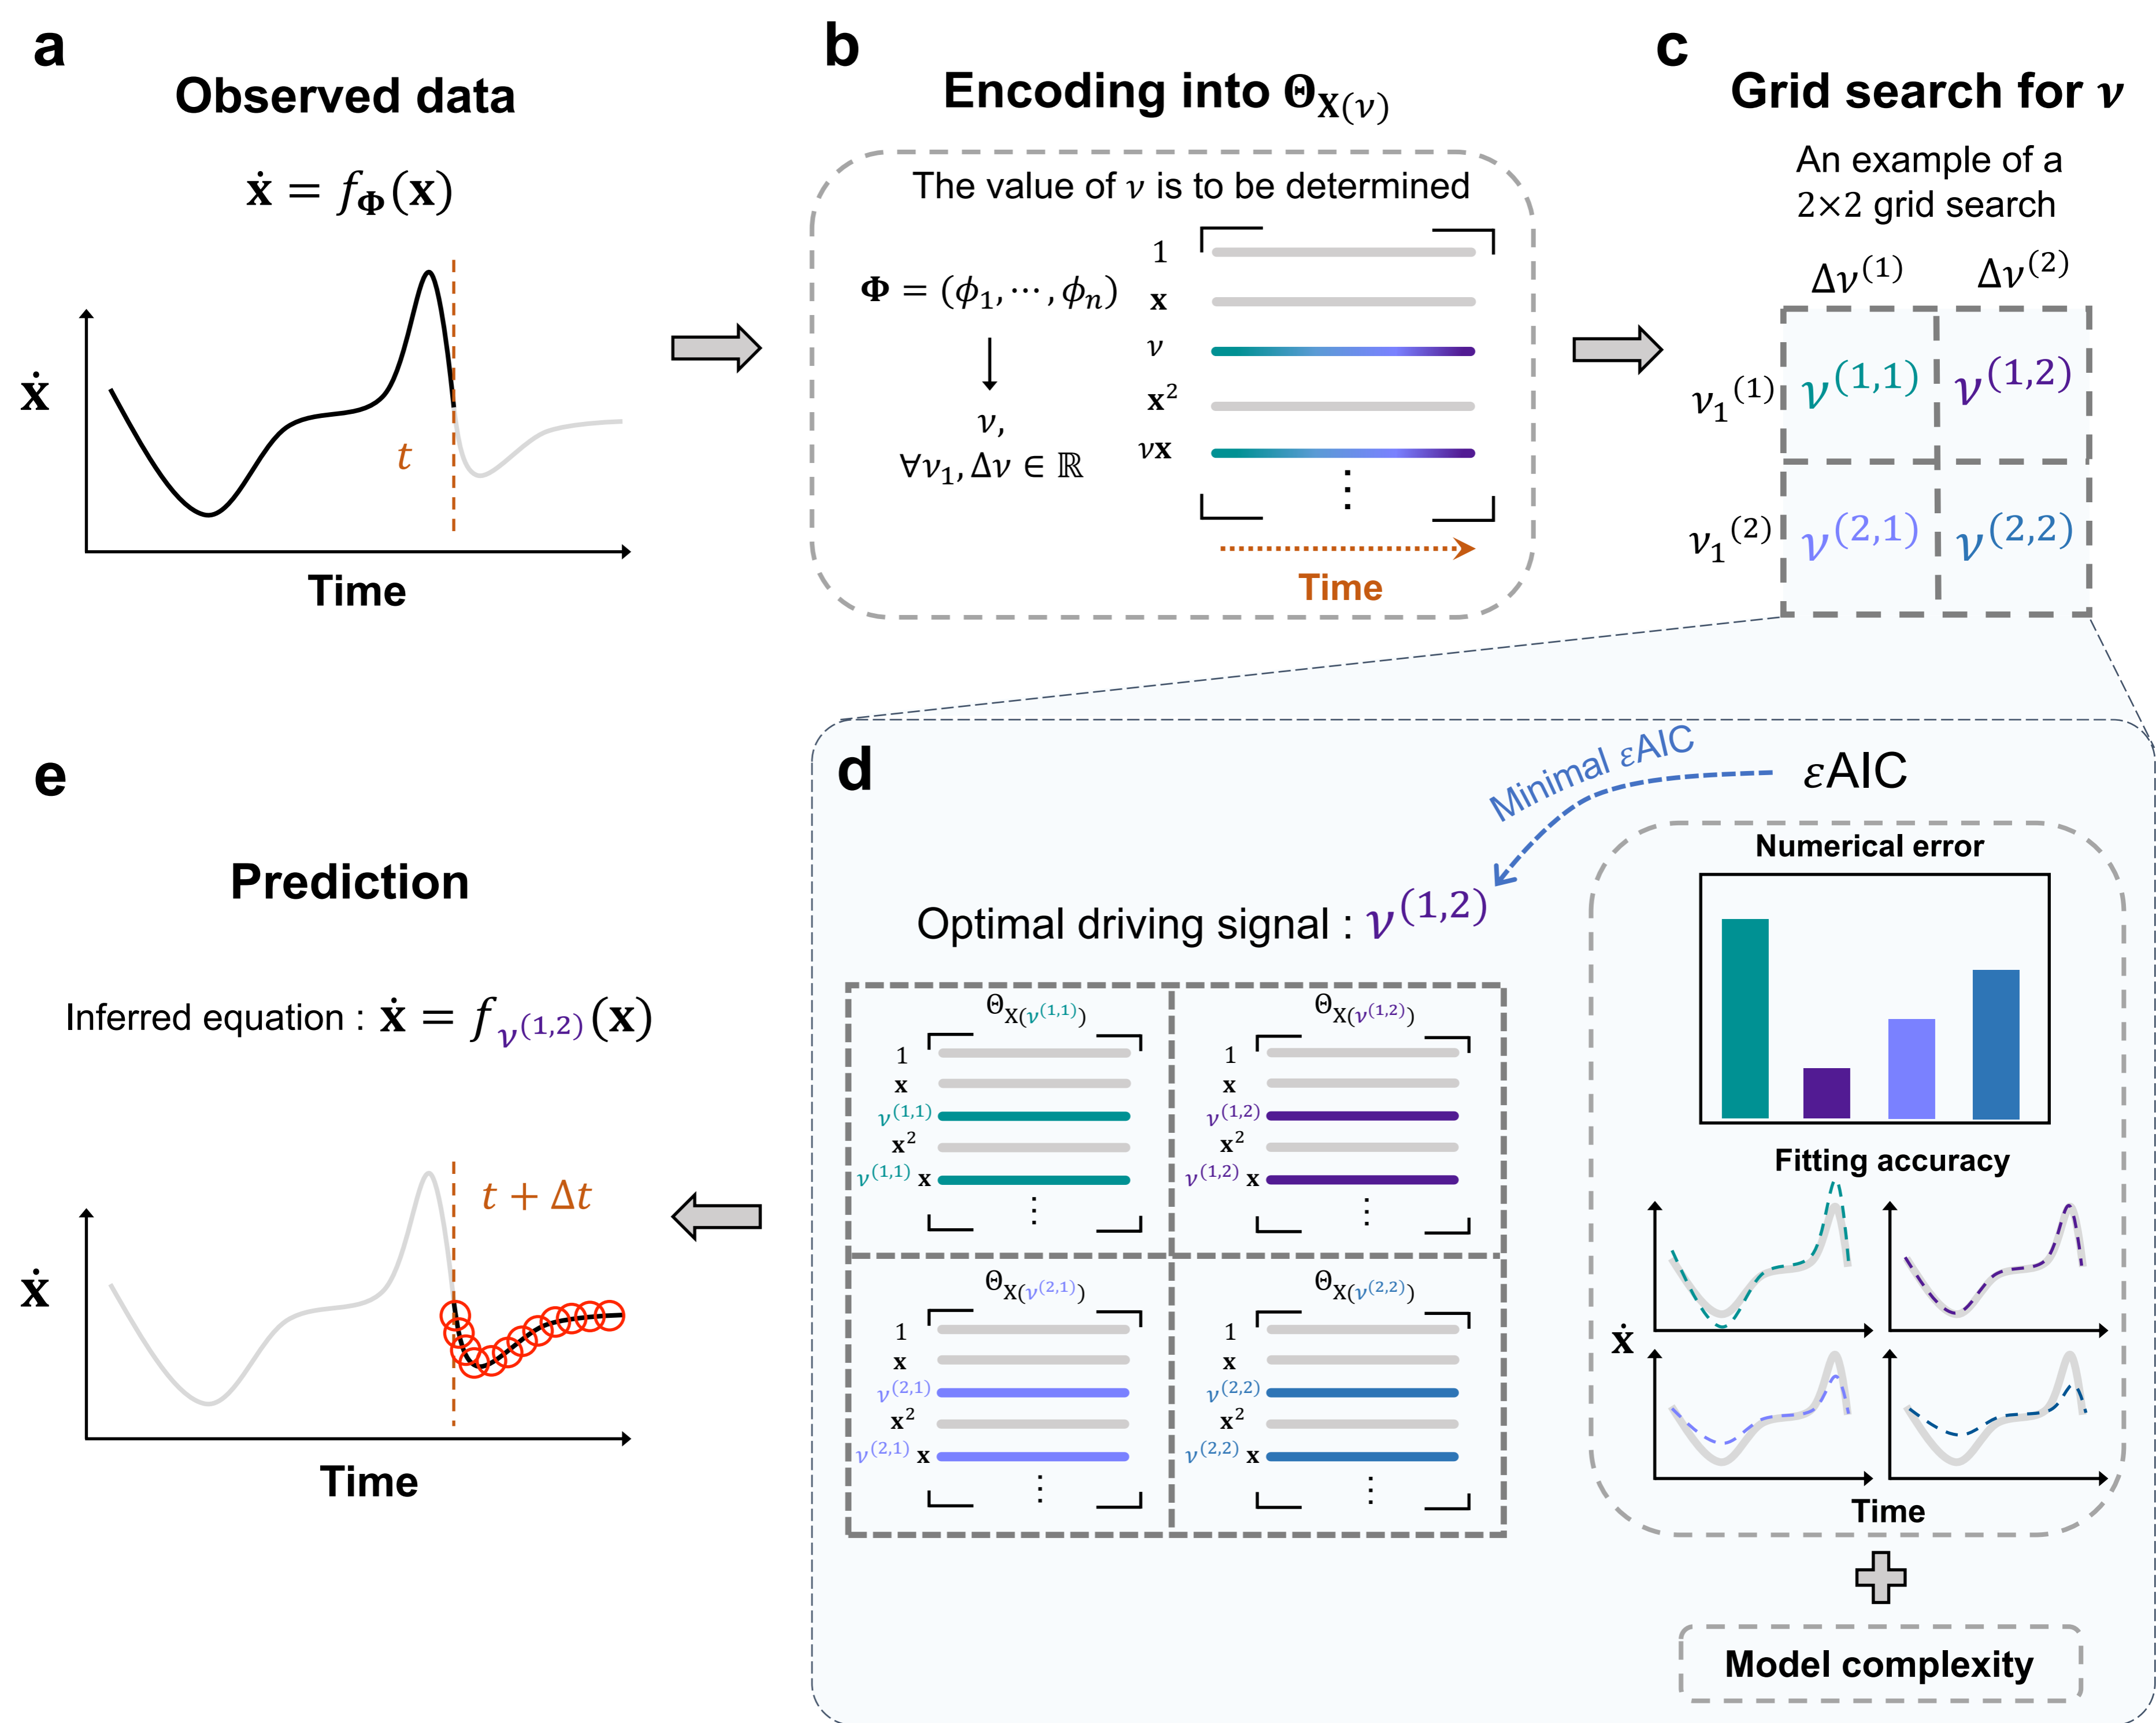 a
Observed data
ẋ = f_Φ(x)
ẋ
t
Time
b
Encoding into Θ_X(ν)
The value of ν is to be determined
Φ = (ϕ₁, ⋯, ϕₙ)
ν,
∀ν₁, Δν ∈ ℝ
1
x
ν
x²
νx
⋮
Time
c
Grid search for ν
An example of a
2×2 grid search
Δν⁽¹⁾ Δν⁽²⁾
ν₁⁽¹⁾ ν⁽¹,¹⁾ ν⁽¹,²⁾
ν₁⁽²⁾ ν⁽²,¹⁾ ν⁽²,²⁾
d
Minimal εAIC
εAIC
Optimal driving signal : ν⁽¹,²⁾
Θ_X(ν⁽¹,¹⁾)
1
x
ν⁽¹,¹⁾
x²
ν⁽¹,¹⁾ x
⋮
Θ_X(ν⁽¹,²⁾)
1
x
ν⁽¹,²⁾
x²
ν⁽¹,²⁾ x
⋮
Θ_X(ν⁽²,¹⁾)
1
x
ν⁽²,¹⁾
x²
ν⁽²,¹⁾ x
⋮
Θ_X(ν⁽²,²⁾)
1
x
ν⁽²,²⁾
x²
ν⁽²,²⁾ x
⋮
Numerical error
Fitting accuracy
ẋ
Time
Model complexity
e
Prediction
Inferred equation : ẋ = f_ν⁽¹,²⁾(x)
t + Δt
ẋ
Time